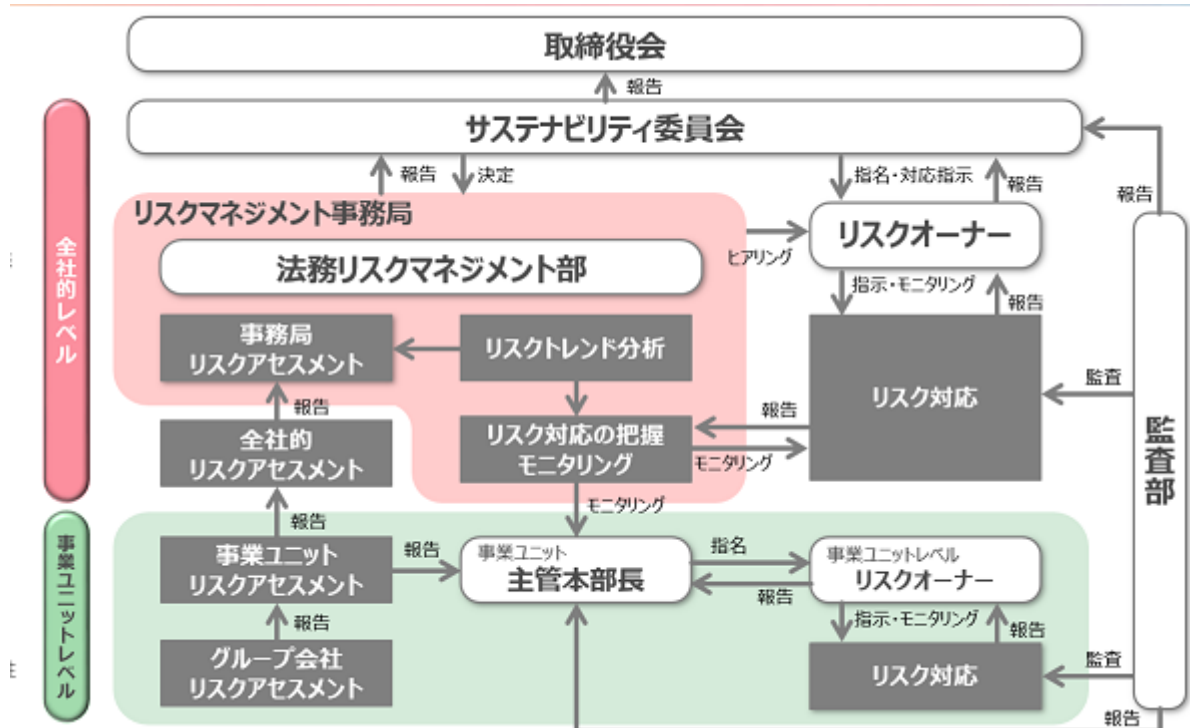 取締役会
報告
サステナビリティ委員会
報告
決定
指名・対応指示
報告
報告
リスクマネジメント事務局
法務リスクマネジメント部
ヒアリング
リスクオーナー
指示・モニタリング
報告
全社的レベル
事務局
リスクアセスメント
リスクトレンド分析
リスク対応
監査
監査部
報告
全社的
リスクアセスメント
リスク対応の把握
モニタリング
報告
モニタリング
報告
モニタリング
事業ユニットレベル
事業ユニット
リスクアセスメント
報告
事業ユニット
主管本部長
指名
報告
事業ユニットレベル
リスクオーナー
報告
指示・モニタリング
報告
グループ会社
リスクアセスメント
リスク対応
監査
報告